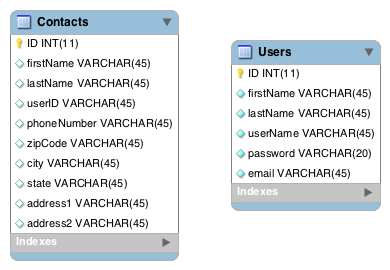 Contacts
ID INT(11)
firstName VARCHAR(45)
lastName VARCHAR(45)
userID VARCHAR(45)
phoneNumber VARCHAR(45)
zipCode VARCHAR(45)
city VARCHAR(45)
state VARCHAR(45)
address1 VARCHAR(45)
address2 VARCHAR(45)
Indexes
Users
ID INT(11)
firstName VARCHAR(45)
lastName VARCHAR(45)
userName VARCHAR(45)
password VARCHAR(20)
email VARCHAR(45)
Indexes